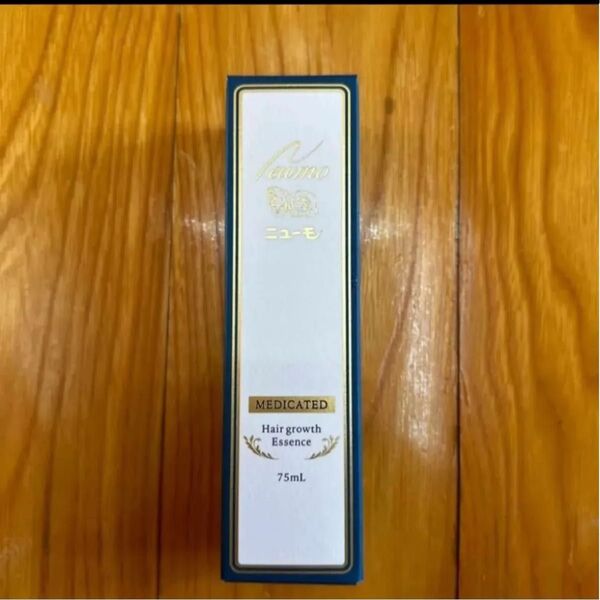 Newmo
ニューモ
MEDICATED
Hair growth
Essence
75mL